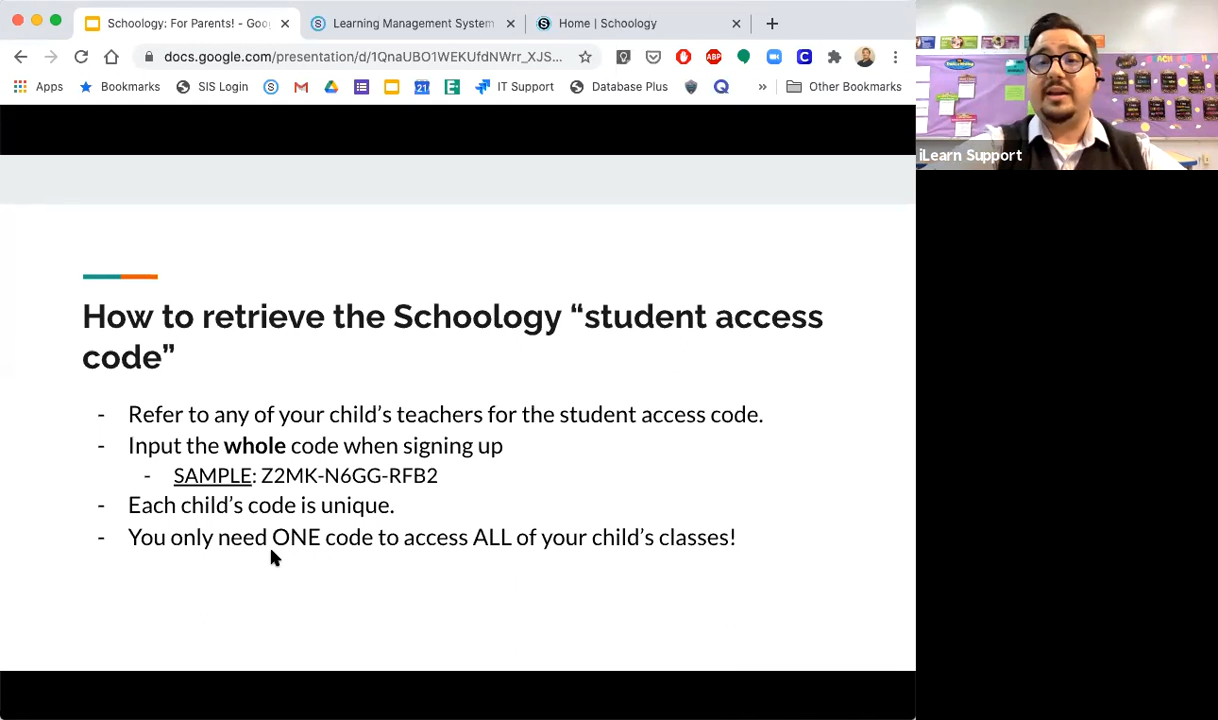 Schoology: For Parents! - Goo
Learning Management System
Home | Schoology
docs.google.com/presentation/d/1QnaUBO1WEKUfdNWrr_XJS...
ABP
Apps
Bookmarks
SIS Login
21
IT Support
Database Plus
»
Other Bookmarks
iLearn Support
How to retrieve the Schoology “student access
code”
- Refer to any of your child’s teachers for the student access code.
- Input the whole code when signing up
- SAMPLE: Z2MK-N6GG-RFB2
- Each child’s code is unique.
- You only need ONE code to access ALL of your child’s classes!